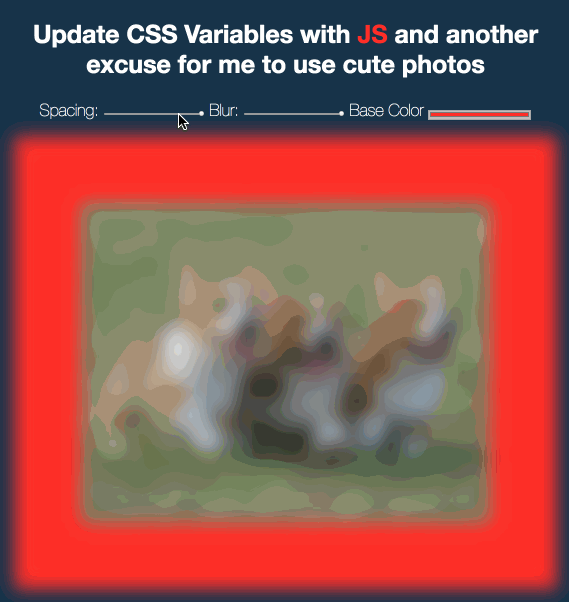 Update CSS Variables with JS and another
excuse for me to use cute photos
Spacing: Blur: Base Color